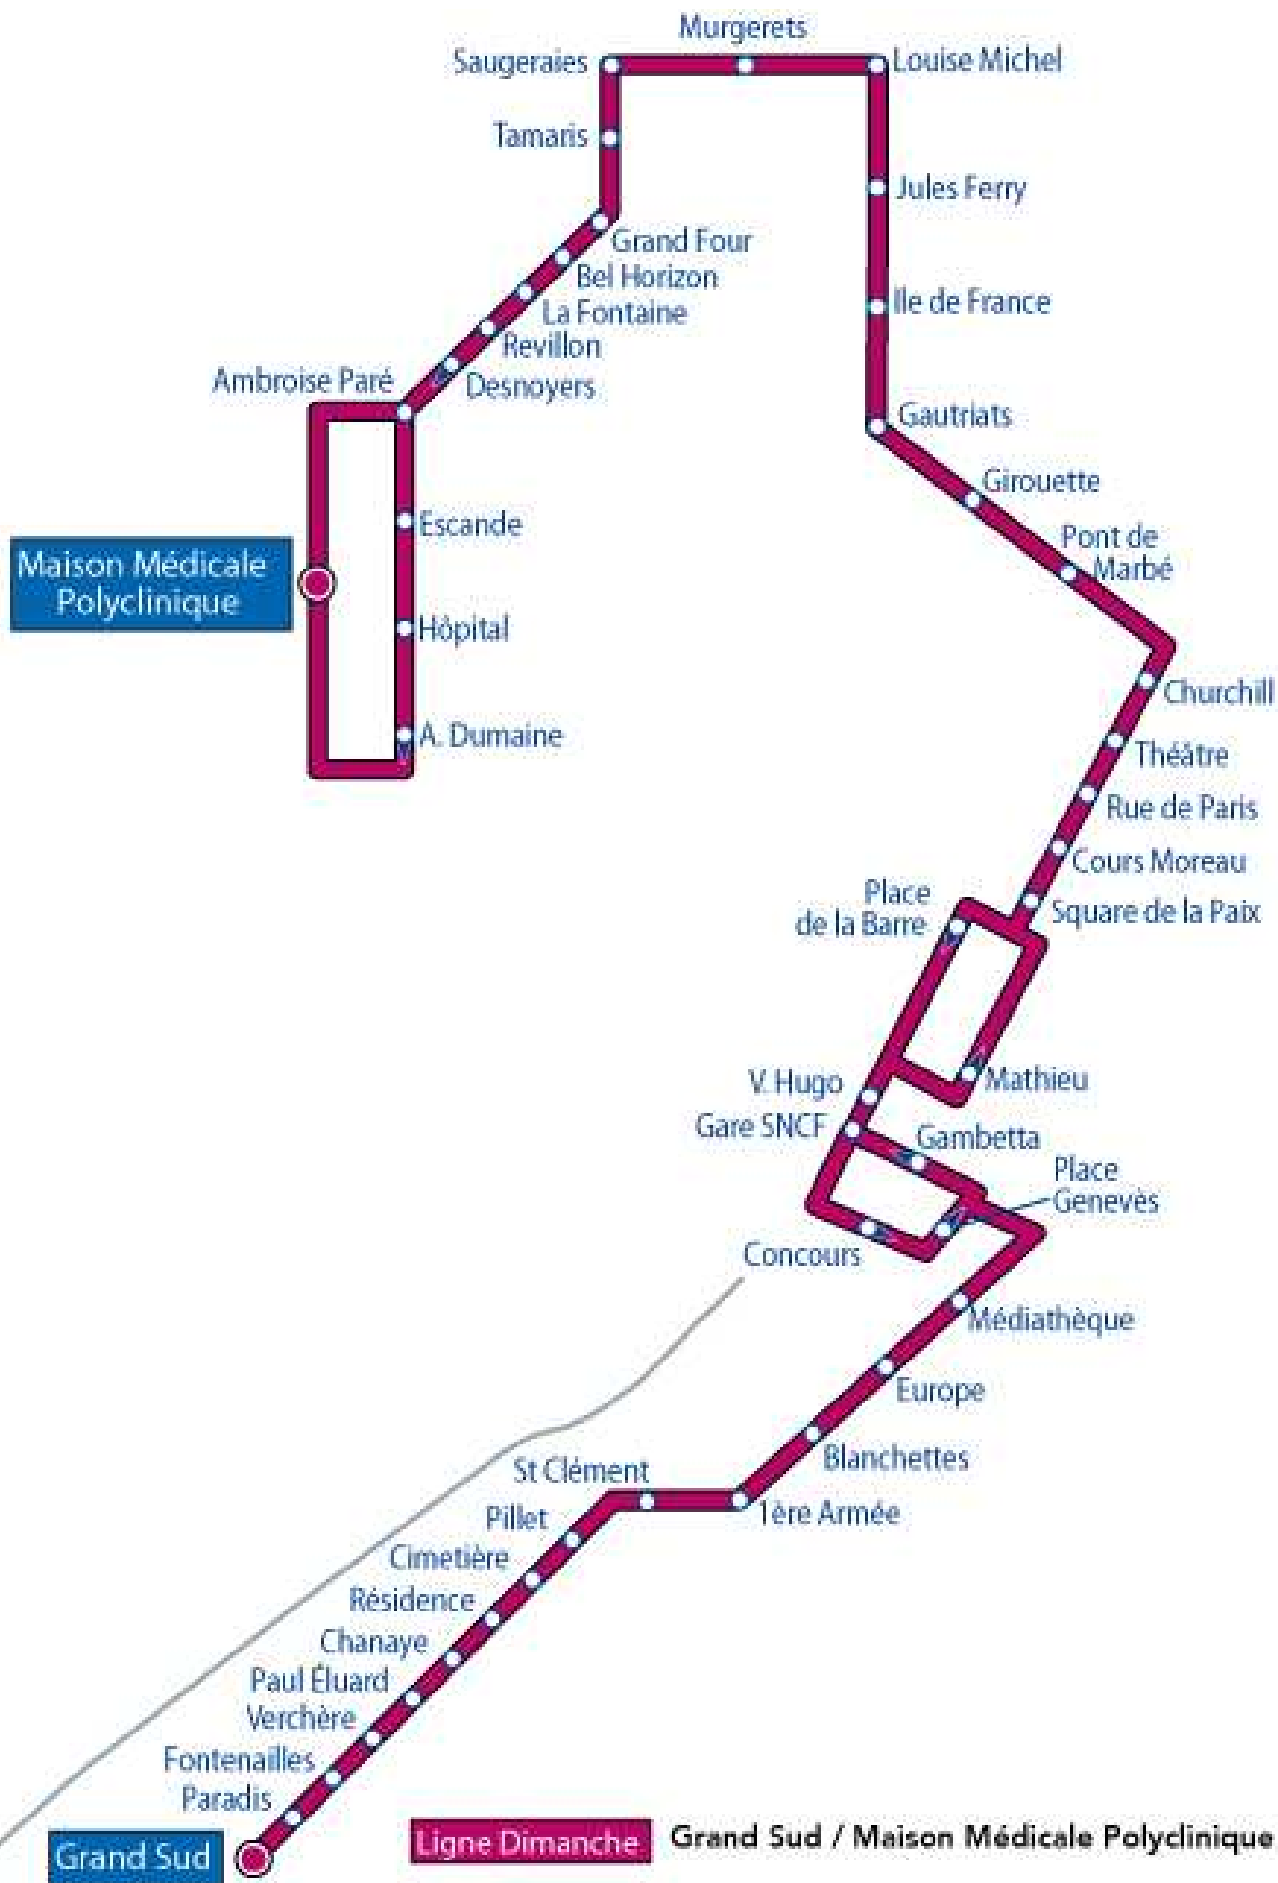 Murgerets
Saugeraies
Louise Michel
Tamaris
Jules Ferry
Grand Four
Bel Horizon
Ile de France
La Fontaine
Revillon
Ambroise Paré
Desnoyers
Gautriats
Girouette
Escande
Pont de
Marbé
Maison Médicale
Polyclinique
Hôpital
Churchill
A. Dumaine
Théâtre
Rue de Paris
Cours Moreau
Place
de la Barre
Square de la Paix
V. Hugo
Mathieu
Gare SNCF
Gambetta
Place
Genevès
Concours
Médiathèque
Europe
Blanchettes
St Clément
1ère Armée
Pillet
Cimetière
Résidence
Chanaye
Paul Éluard
Verchère
Fontenailles
Paradis
Grand Sud
Ligne Dimanche Grand Sud / Maison Médicale Polyclinique